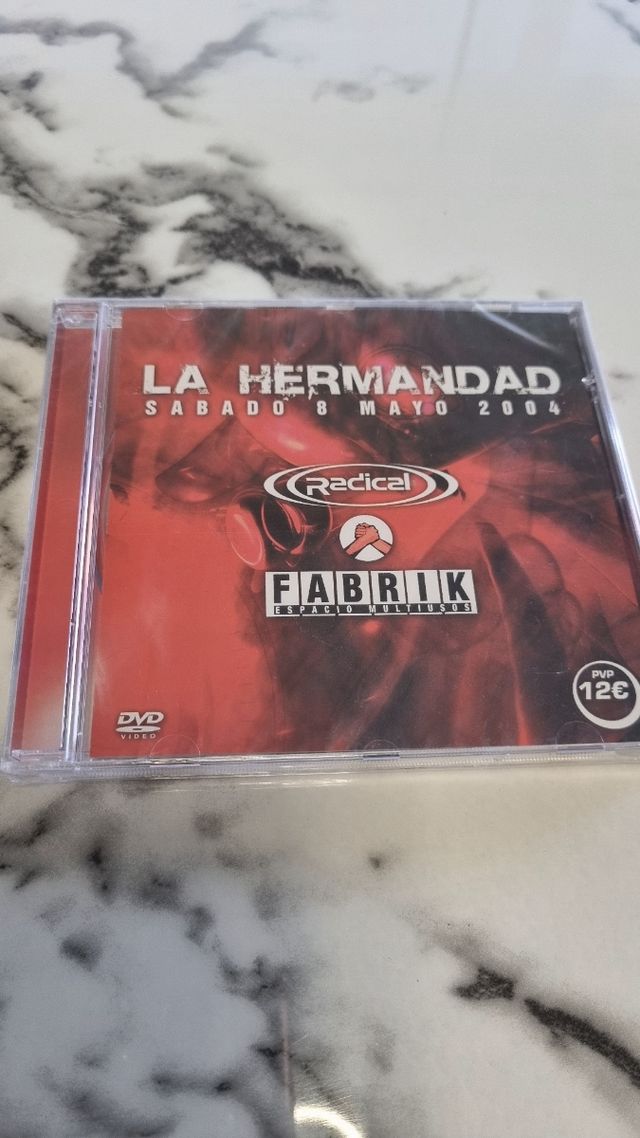 LA HERMANDAD
SABADO 8 MAYO 2004
Radical
FABRIK
ESPACIO MULTIUSOS
PVP
12€
DVD
VIDEO